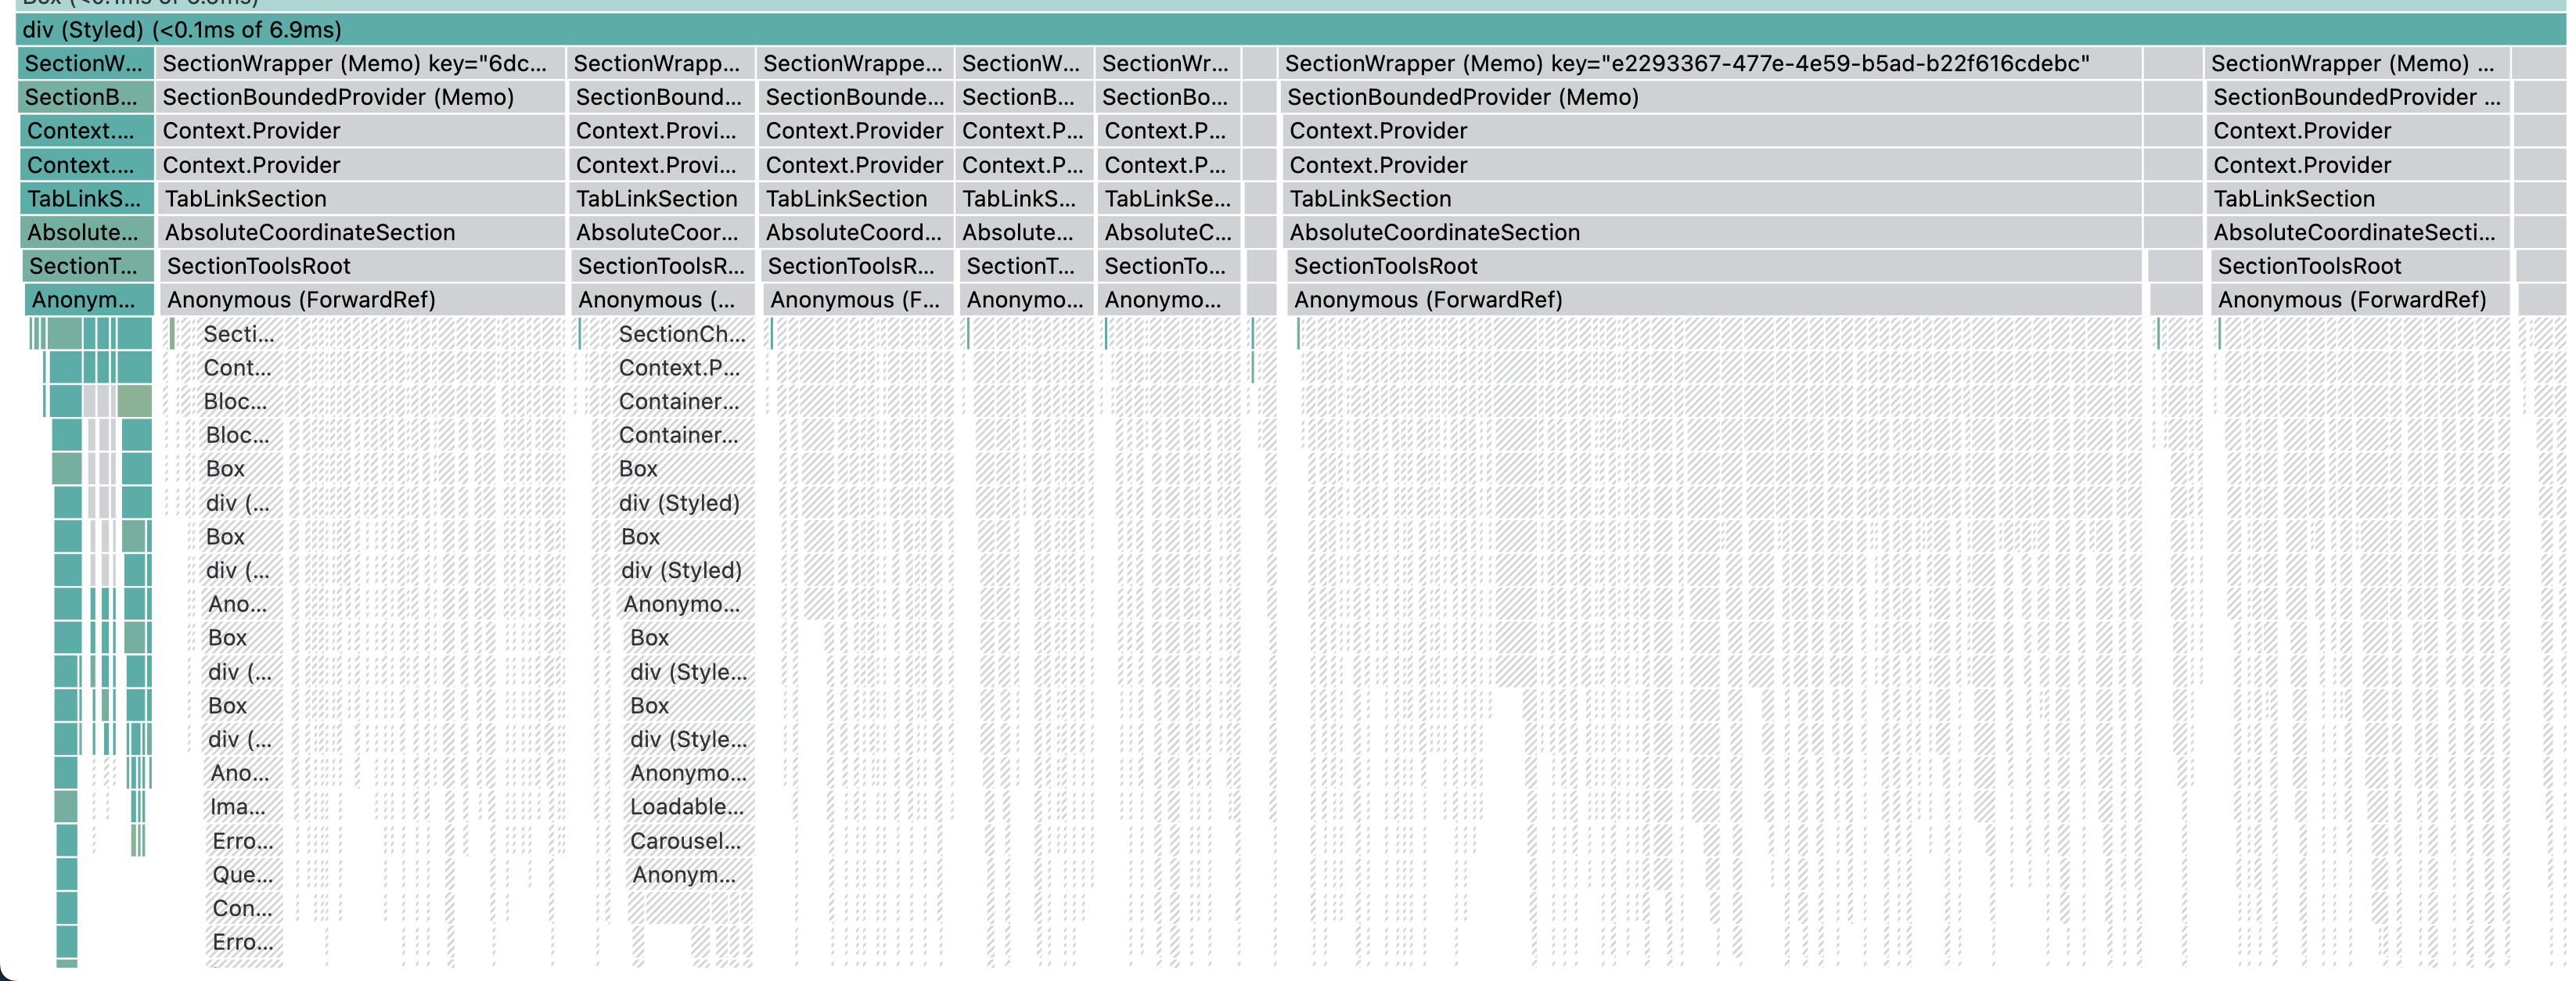 div (Styled) (<0.1ms of 6.9ms)
SectionW... SectionWrapper (Memo) key="6dc... SectionWrapp... SectionWrappe... SectionW... SectionWr... SectionWrapper (Memo) key="e2293367-477e-4e59-b5ad-b22f616cdebc" SectionWrapper (Memo) ...
SectionB... SectionBoundedProvider (Memo) SectionBound... SectionBounde... SectionB... SectionBo... SectionBoundedProvider (Memo) SectionBoundedProvider ...
Context.... Context.Provider Context.Provi... Context.Provider Context.P... Context.P... Context.Provider Context.Provider
Context.... Context.Provider Context.Provi... Context.Provider Context.P... Context.P... Context.Provider Context.Provider
TabLinkS... TabLinkSection TabLinkSection TabLinkSection TabLinkS... TabLinkSe... TabLinkSection TabLinkSection
Absolute... AbsoluteCoordinateSection AbsoluteCoor... AbsoluteCoord... Absolute... AbsoluteC... AbsoluteCoordinateSection AbsoluteCoordinateSecti...
SectionT... SectionToolsRoot SectionToolsR... SectionToolsR... SectionT... SectionTo... SectionToolsRoot SectionToolsRoot
Anonym... Anonymous (ForwardRef) Anonymous (... Anonymous (F... Anonymo... Anonymo... Anonymous (ForwardRef) Anonymous (ForwardRef)
Secti... SectionCh...
Cont... Context.P...
Bloc... Container...
Bloc... Container...
Box Box
div (... div (Styled)
Box Box
div (... div (Styled)
Ano... Anonymo...
Box Box
div (... div (Style...
Box Box
div (... div (Style...
Ano... Anonymo...
Ima... Loadable...
Erro... Carousel...
Que... Anonym...
Con...
Erro...